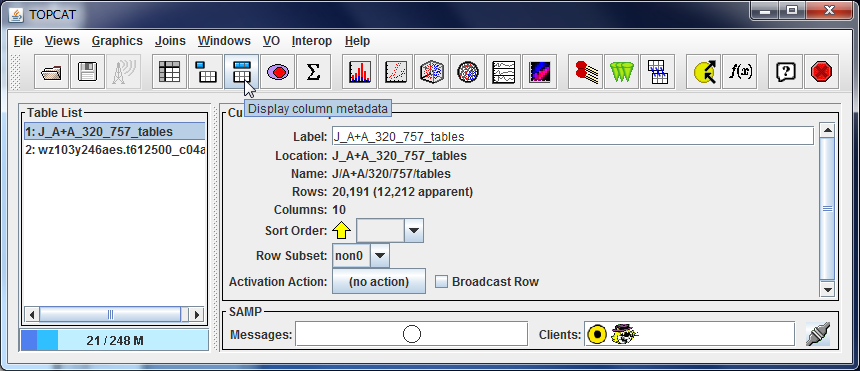 TOPCAT
File Views Graphics Joins Windows VO Interop Help
Σ f(x) ?
Display column metadata
Table List
1: J_A+A_320_757_tables
2: wz103y246aes.t612500_c04a
21 / 248 M
Label: J_A+A_320_757_tables
Location: J_A+A_320_757_tables
Name: J/A+A/320/757/tables
Rows: 20,191 (12,212 apparent)
Columns: 10
Sort Order:
Row Subset: non0
Activation Action: (no action) Broadcast Row
SAMP
Messages: Clients: